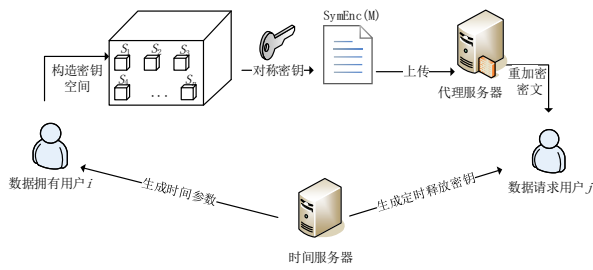 SymEnc(M)
S1 S2 S3
S4 ... Sn
构造密钥
空间
对称密钥
上传
代理服务器
重加密
密文
数据拥有用户i
生成时间参数
生成定时释放密钥
数据请求用户j
时间服务器